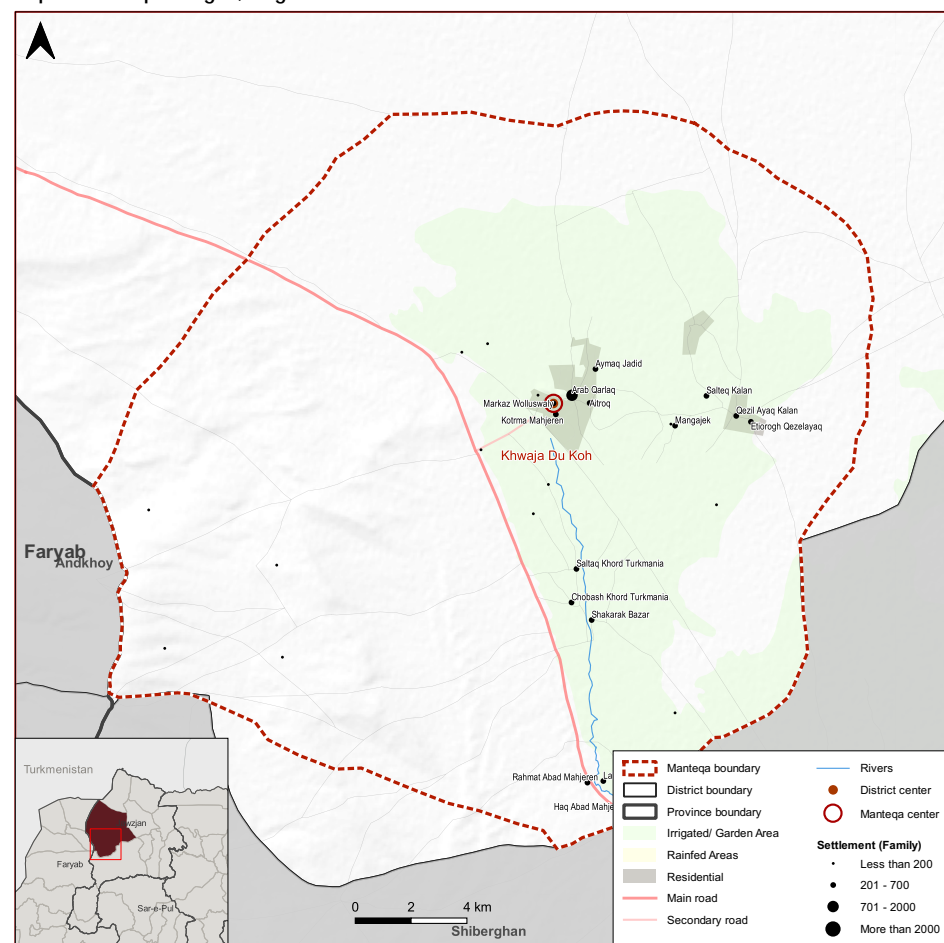 Aymaq Jadid
Arab Qarlaq
Salteq Kalan
Markaz Wolluswaly
Aitroq
Qezil Ayaq Kalan
Kotrma Mahjeren
Mangajek
Etiorogh Qezelayaq
Khwaja Du Koh
Faryab
Andkhoy
Saltaq Khord Turkmania
Chobash Khord Turkmania
Shakarak Bazar
Rahmat Abad Mahjeren
La
Haq Abad Mahje
Turkmenistan
wzjan
Faryab
Sar-e-Pul
0 2 4 km
Shiberghan
Manteqa boundary
District boundary
Province boundary
Irrigated/ Garden Area
Rainfed Areas
Residential
Main road
Secondary road
Rivers
District center
Manteqa center
Settlement (Family)
Less than 200
201 - 700
701 - 2000
More than 2000